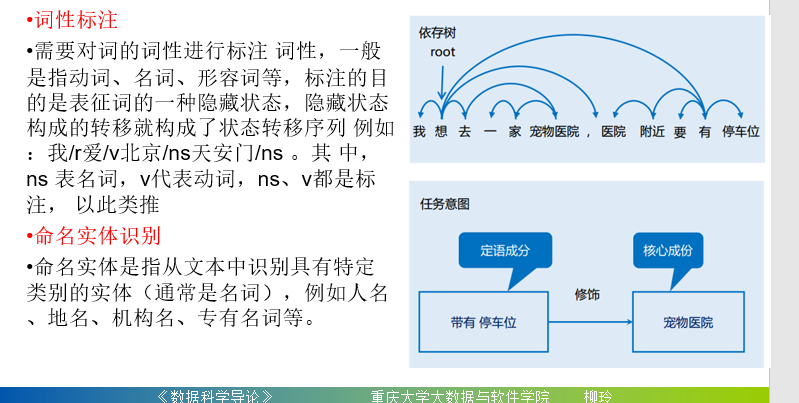 •词性标注
•需要对词的词性进行标注 词性，一般
是指动词、名词、形容词等，标注的目
的是表征词的一种隐藏状态，隐藏状态
构成的转移就构成了状态转移序列 例如
：我/r爱/v北京/ns天安门/ns 。其 中，
ns 表名词，v代表动词，ns、v都是标
注， 以此类推
•命名实体识别
•命名实体是指从文本中识别具有特定
类别的实体（通常是名词），例如人名
、地名、机构名、专有名词等。
依存树
root
我 想 去 一 家 宠物医院 ， 医院 附近 要 有 停车位
任务意图
定语成分 核心成份
修饰
带有 停车位 宠物医院
《数据科学导论》 重庆大学大数据与软件学院 柳玲